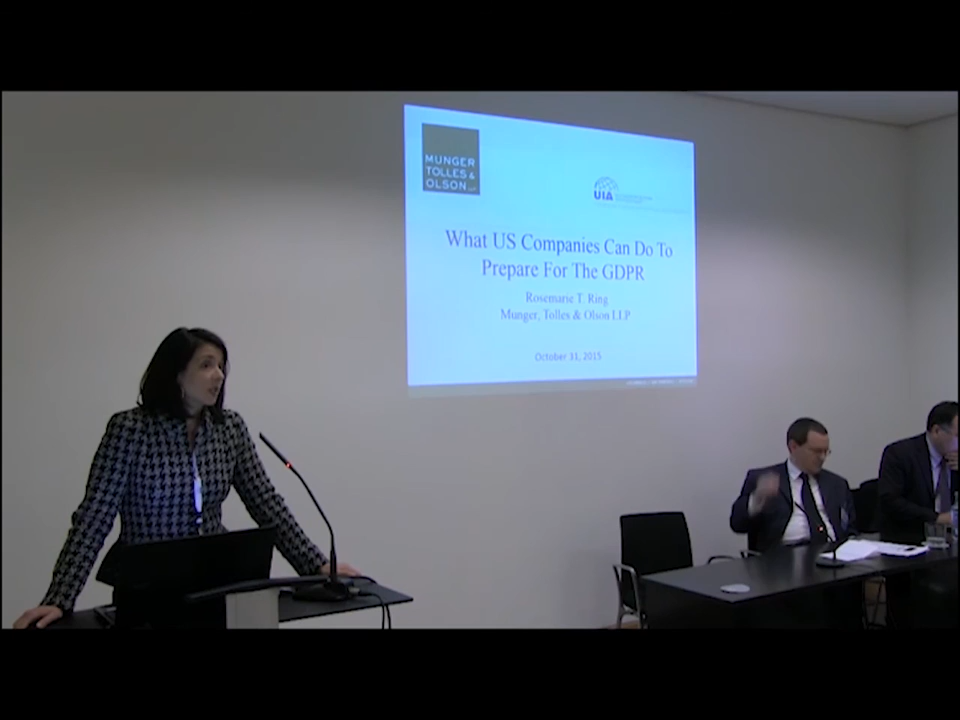 MUNGER
TOLLES &
OLSON LLP
UIA
What US Companies Can Do To
Prepare For The GDPR
Rosemarie T. Ring
Munger, Tolles & Olson LLP
October 31, 2015